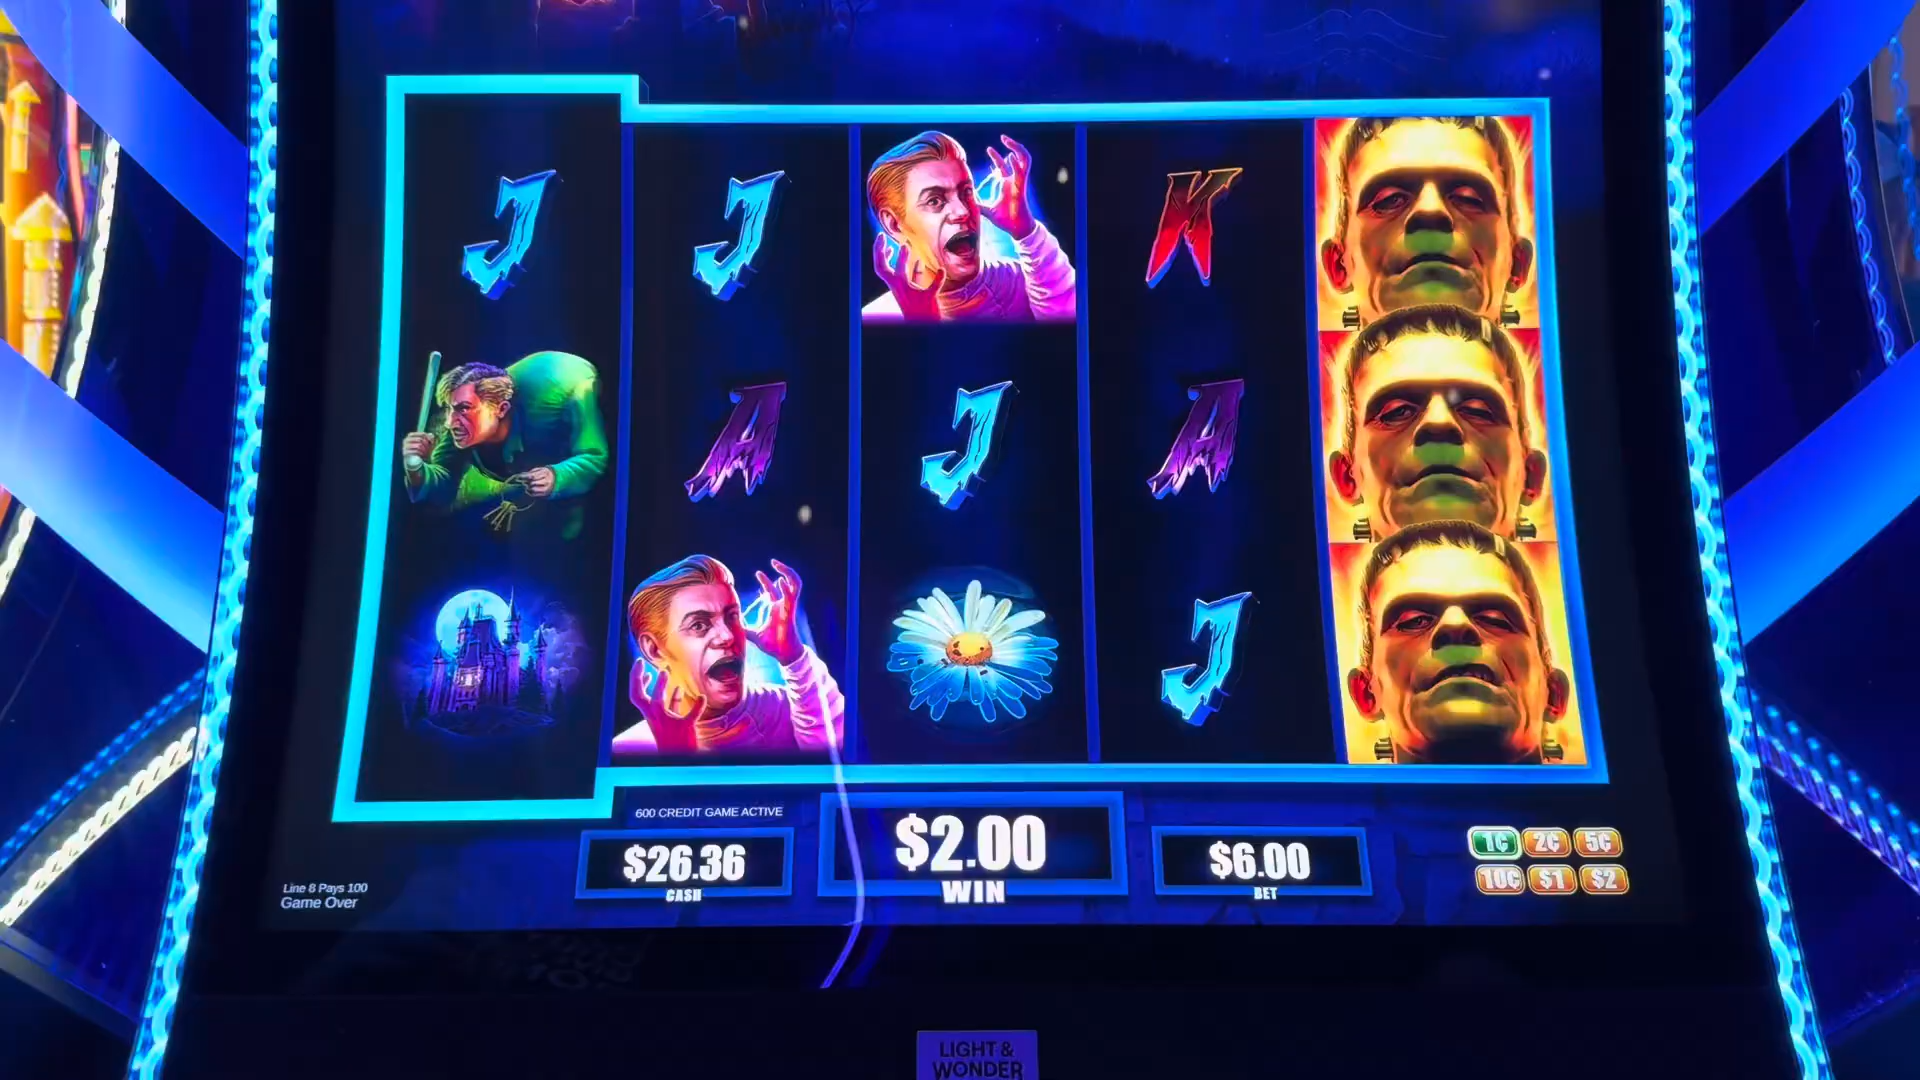 J
J
K
A
J
A
J
600 CREDIT GAME ACTIVE
$26.36
CASH
$2.00
WIN
$6.00
BET
1¢ 2¢ 5¢
10¢ $1 $2
Line 8 Pays 100
Game Over
LIGHT &
WONDER